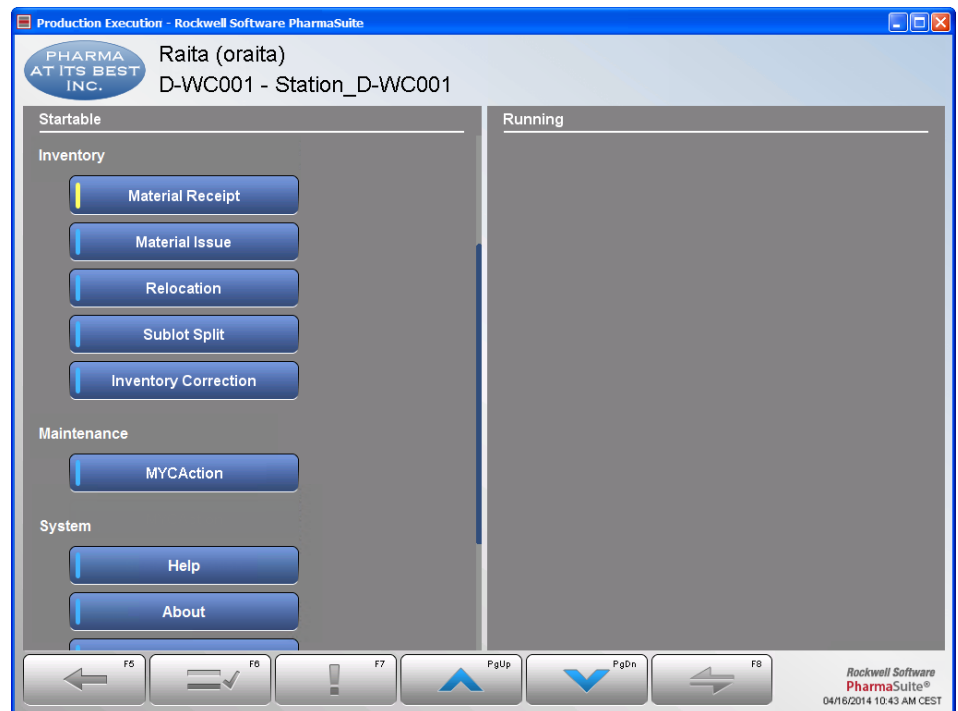 Production Execution - Rockwell Software PharmaSuite
PHARMA
AT ITS BEST
INC.
Raita (oraita)
D-WC001 - Station_D-WC001
Startable
Running
Inventory
Material Receipt
Material Issue
Relocation
Sublot Split
Inventory Correction
Maintenance
MYCAction
System
Help
About
F5
F6
F7
PgUp
PgDn
F8
Rockwell Software
PharmaSuite®
04/16/2014 10:43 AM CEST